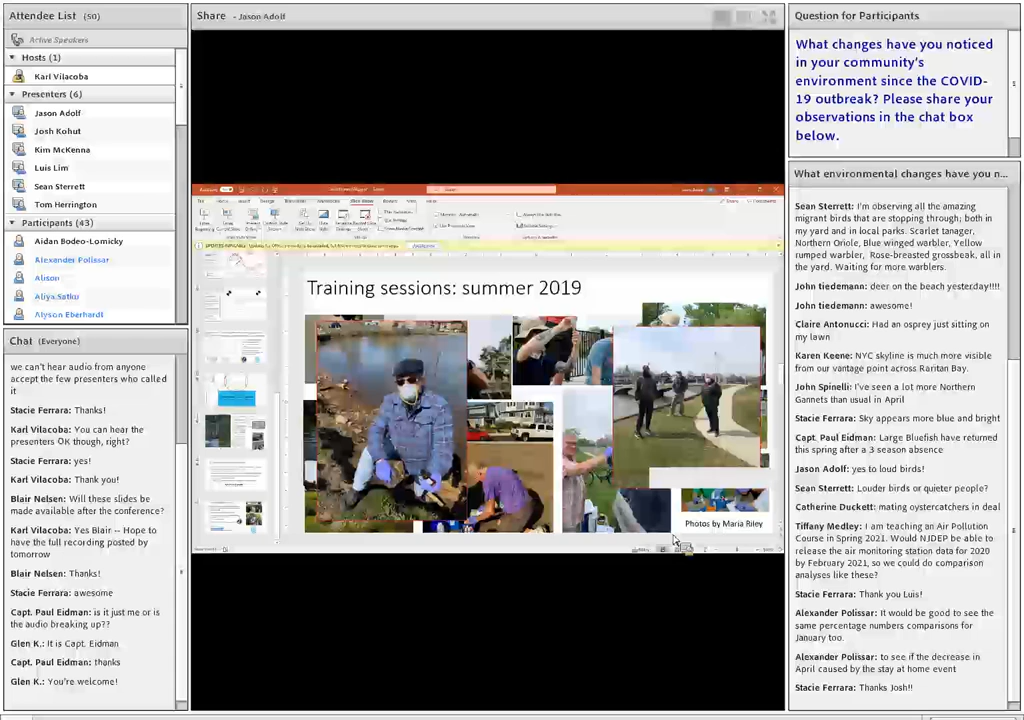 Attendee List (50)
Active Speakers
Hosts (1)
Karl Vilacoba
Presenters (6)
Jason Adolf
Josh Kohut
Kim McKenna
Luis Lim
Sean Sterrett
Tom Herrington
Participants (43)
Aidan Bodeo-Lomicky
Alexander Polissar
Alison
Aliya.Satku
Alyson Eberhardt
Chat (Everyone)
we can't hear audio from anyone
accept the few presenters who called
it
Stacie Ferrara: Thanks!
Karl Vilacoba: You can hear the
presenters OK though, right?
Stacie Ferrara: yes!
Karl Vilacoba: Thank you!
Blair Nelsen: Will these slides be
made available after the conference?
Karl Vilacoba: Yes Blair -- Hope to
have the full recording posted by
tomorrow
Blair Nelsen: Thanks!
Stacie Ferrara: awesome
Capt. Paul Eidman: is it just me or is
the audio breaking up??
Glen K.: It is Capt. Eidman
Capt. Paul Eidman: thanks
Glen K.: You're welcome!
Share - Jason Adolf
Training sessions: summer 2019
Photos by Maria Riley
Question for Participants
What changes have you noticed
in your community's
environment since the COVID-
19 outbreak? Please share your
observations in the chat box
below.
What environmental changes have you n...
Sean Sterrett: I'm observing all the amazing
migrant birds that are stopping through; both in
my yard and in local parks. Scarlet tanager,
Northern Oriole, Blue winged warbler, Yellow
rumped warbler, Rose-breasted grossbeak, all in
the yard. Waiting for more warblers.
John tiedemann: deer on the beach yesterday!!!!
John tiedemann: awesome!
Claire Antonucci: Had an osprey just sitting on
my lawn
Karen Keene: NYC skyline is much more visible
from our vantage point across Raritan Bay.
John Spinelli: I've seen a lot more Northern
Gannets than usual in April
Stacie Ferrara: Sky appears more blue and bright
Capt. Paul Eidman: Large Bluefish have returned
this spring after a 3 season absence
Jason Adolf: yes to loud birds!
Sean Sterrett: Louder birds or quieter people?
Catherine Duckett: mating oystercatchers in deal
Tiffany Medley: I am teaching an Air Pollution
Course in Spring 2021. Would NJDEP be able to
release the air monitoring station data for 2020
by February 2021, so we could do comparison
analyses like these?
Stacie Ferrara: Thank you Luis!
Alexander Polissar: It would be good to see the
same percentage numbers comparisons for
January too.
Alexander Polissar: to see if the decrease in
April caused by the stay at home event
Stacie Ferrara: Thanks Josh!!